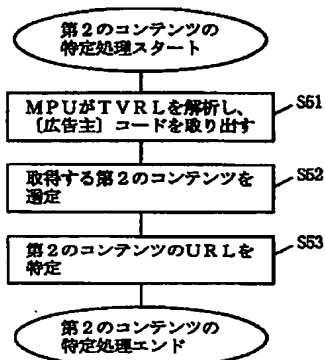 第2のコンテンツの
特定処理スタート
MPUがTVRLを解析し、
〔広告主〕コードを取り出す
S51
取得する第2のコンテンツを
選定
S52
第2のコンテンツのURLを
特定
S53
第2のコンテンツの
特定処理エンド